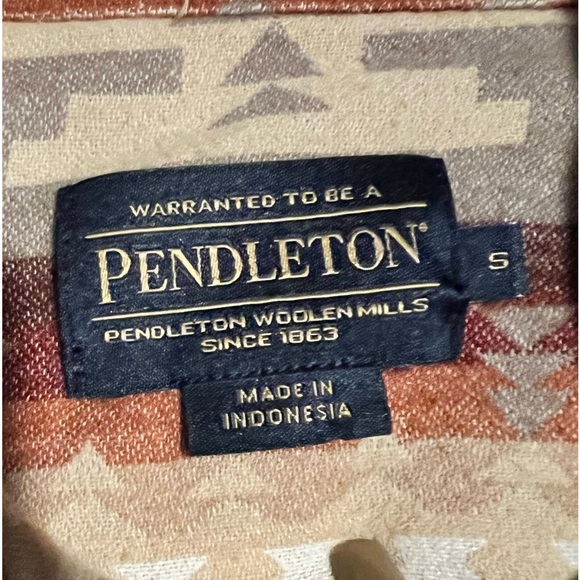 WARRANTED TO BE A
PENDLETON®
S
PENDLETON WOOLEN MILLS
SINCE 1863
MADE IN
INDONESIA